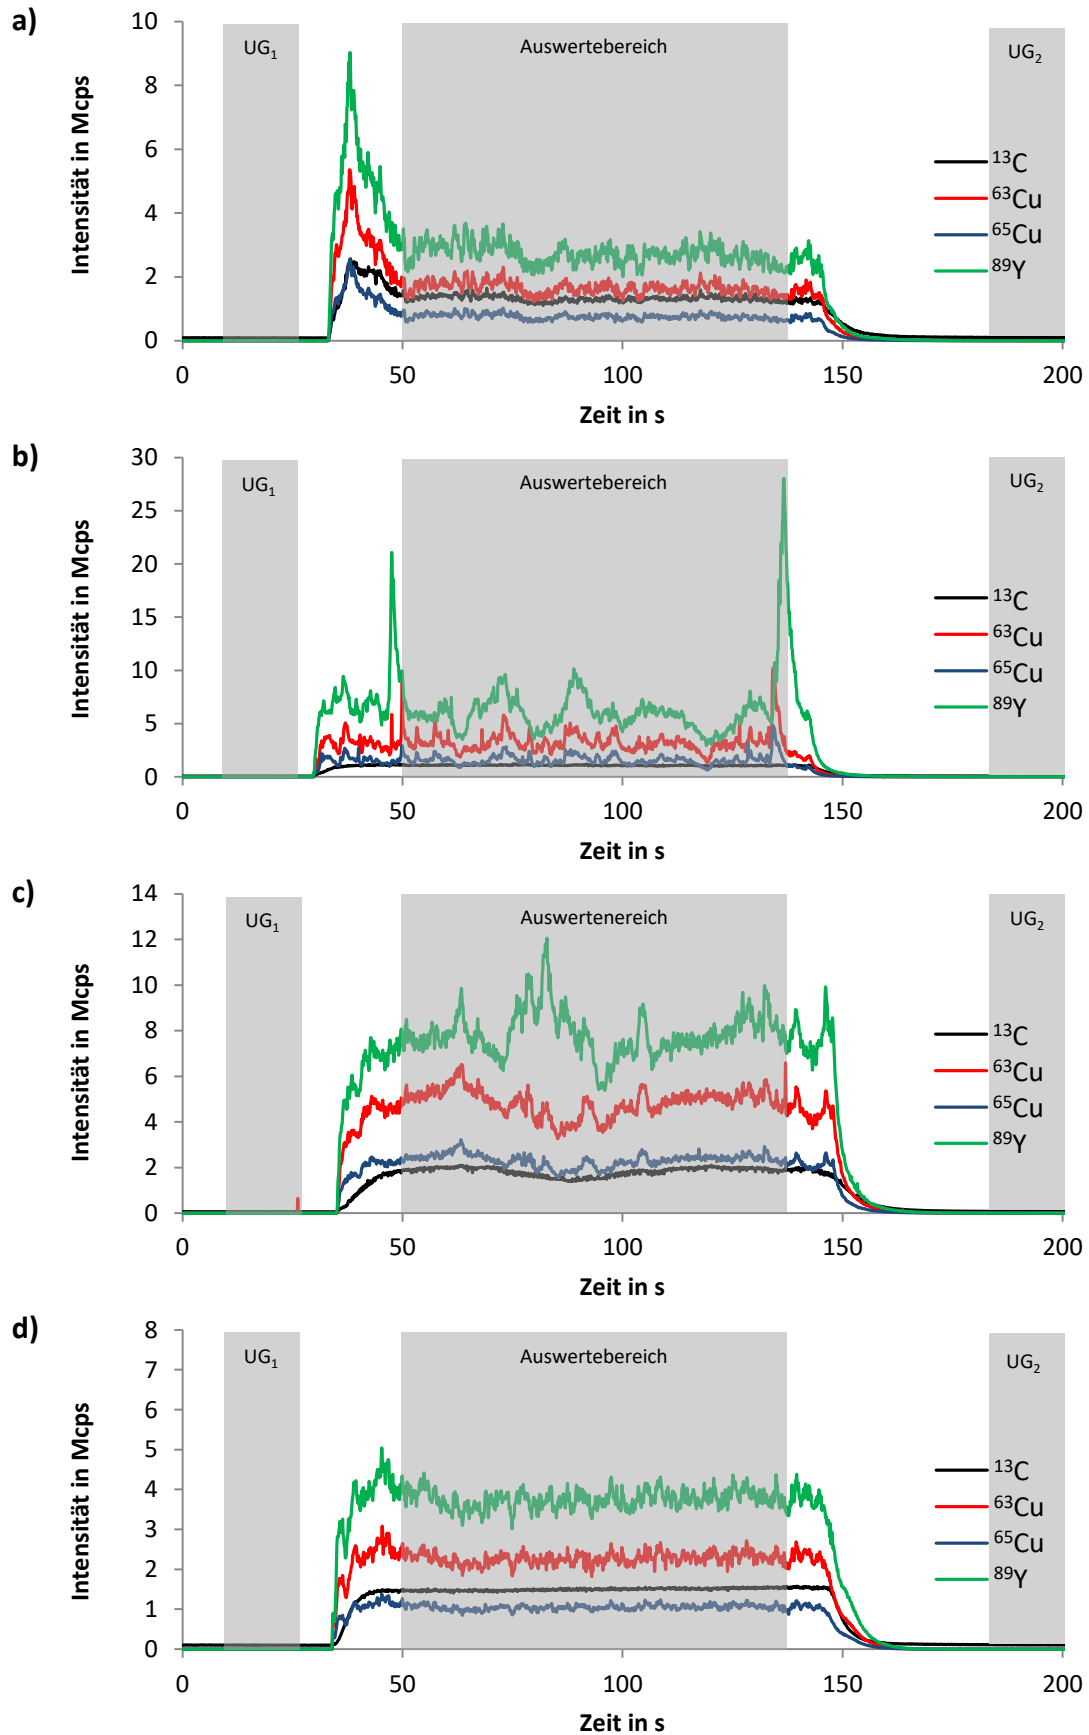 a)
Intensität in Mcps
10
8
6
4
2
0
UG₁
Auswertebereich
UG₂
¹³C
⁶³Cu
⁶⁵Cu
⁸⁹Y
0 50 100 150 200
Zeit in s
b)
Intensität in Mcps
30
25
20
15
10
5
0
UG₁
Auswertebereich
UG₂
¹³C
⁶³Cu
⁶⁵Cu
⁸⁹Y
0 50 100 150 200
Zeit in s
c)
Intensität in Mcps
14
12
10
8
6
4
2
0
UG₁
Auswertenereich
UG₂
¹³C
⁶³Cu
⁶⁵Cu
⁸⁹Y
0 50 100 150 200
Zeit in s
d)
Intensität in Mcps
8
7
6
5
4
3
2
1
0
UG₁
Auswertebereich
UG₂
¹³C
⁶³Cu
⁶⁵Cu
⁸⁹Y
0 50 100 150 200
Zeit in s